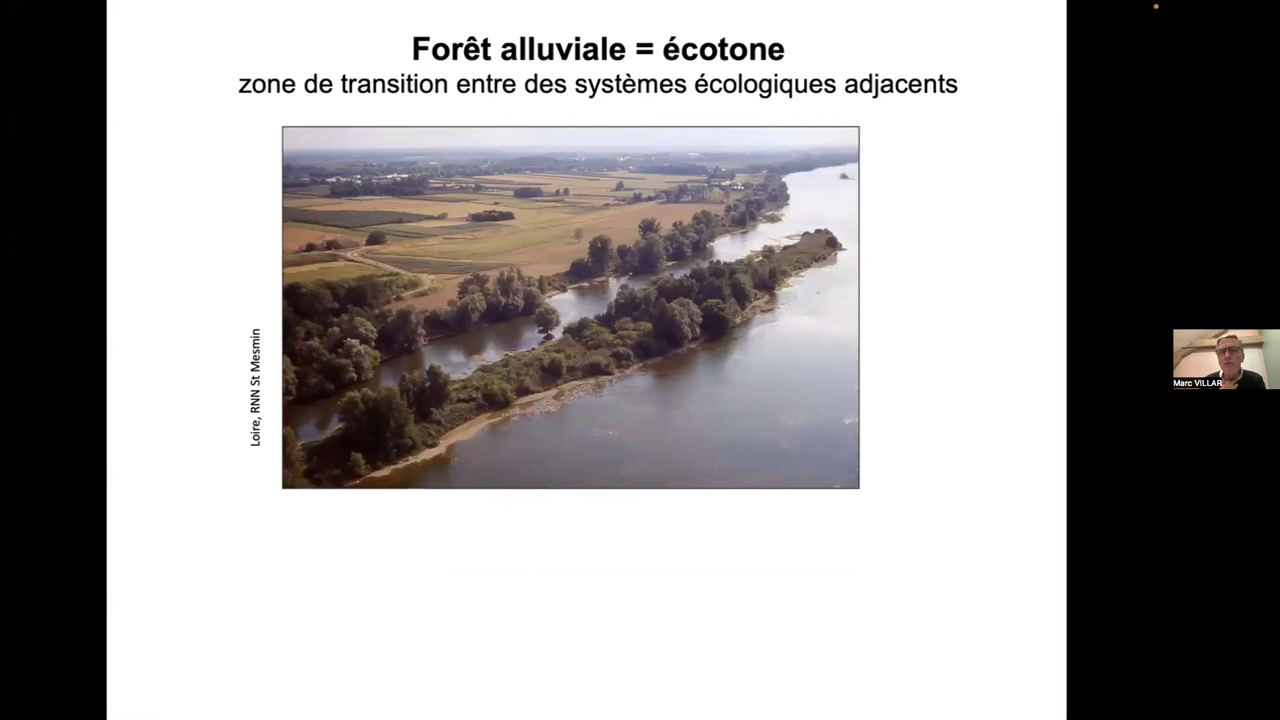 Forêt alluviale = écotone
zone de transition entre des systèmes écologiques adjacents
Loire, RNN St Mesmin
Marc VILLAR